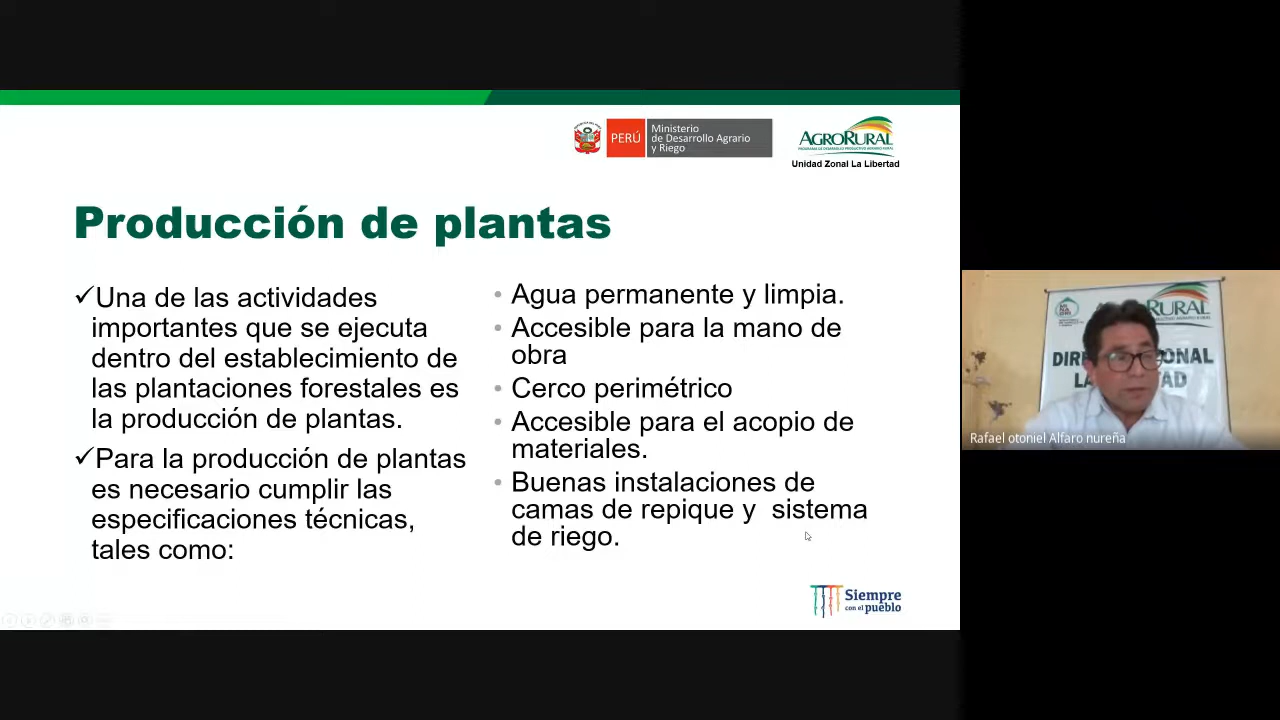 PERÚ
Ministerio
de Desarrollo Agrario
y Riego
AGRORURAL
PROGRAMA DE DESARROLLO PRODUCTIVO AGRARIO RURAL
Unidad Zonal La Libertad
Producción de plantas
✓Una de las actividades
importantes que se ejecuta
dentro del establecimiento de
las plantaciones forestales es
la producción de plantas.
✓Para la producción de plantas
es necesario cumplir las
especificaciones técnicas,
tales como:
• Agua permanente y limpia.
• Accesible para la mano de
obra
• Cerco perimétrico
• Accesible para el acopio de
materiales.
• Buenas instalaciones de
camas de repique y sistema
de riego.
Siempre
con el pueblo
RURAL
Rafael otoniel Alfaro nureña